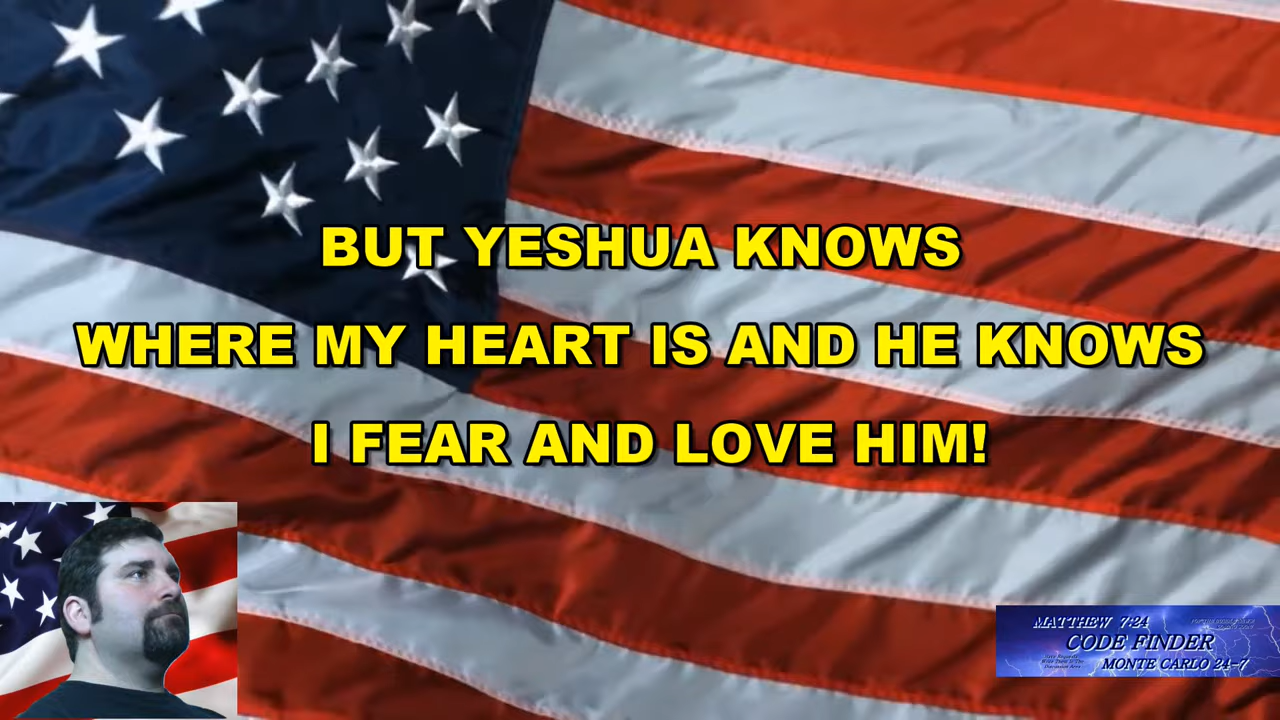 BUT YESHUA KNOWS
WHERE MY HEART IS AND HE KNOWS
I FEAR AND LOVE HIM!
MATTHEW 7:24
CODE FINDER
MONTE CARLO 24-7